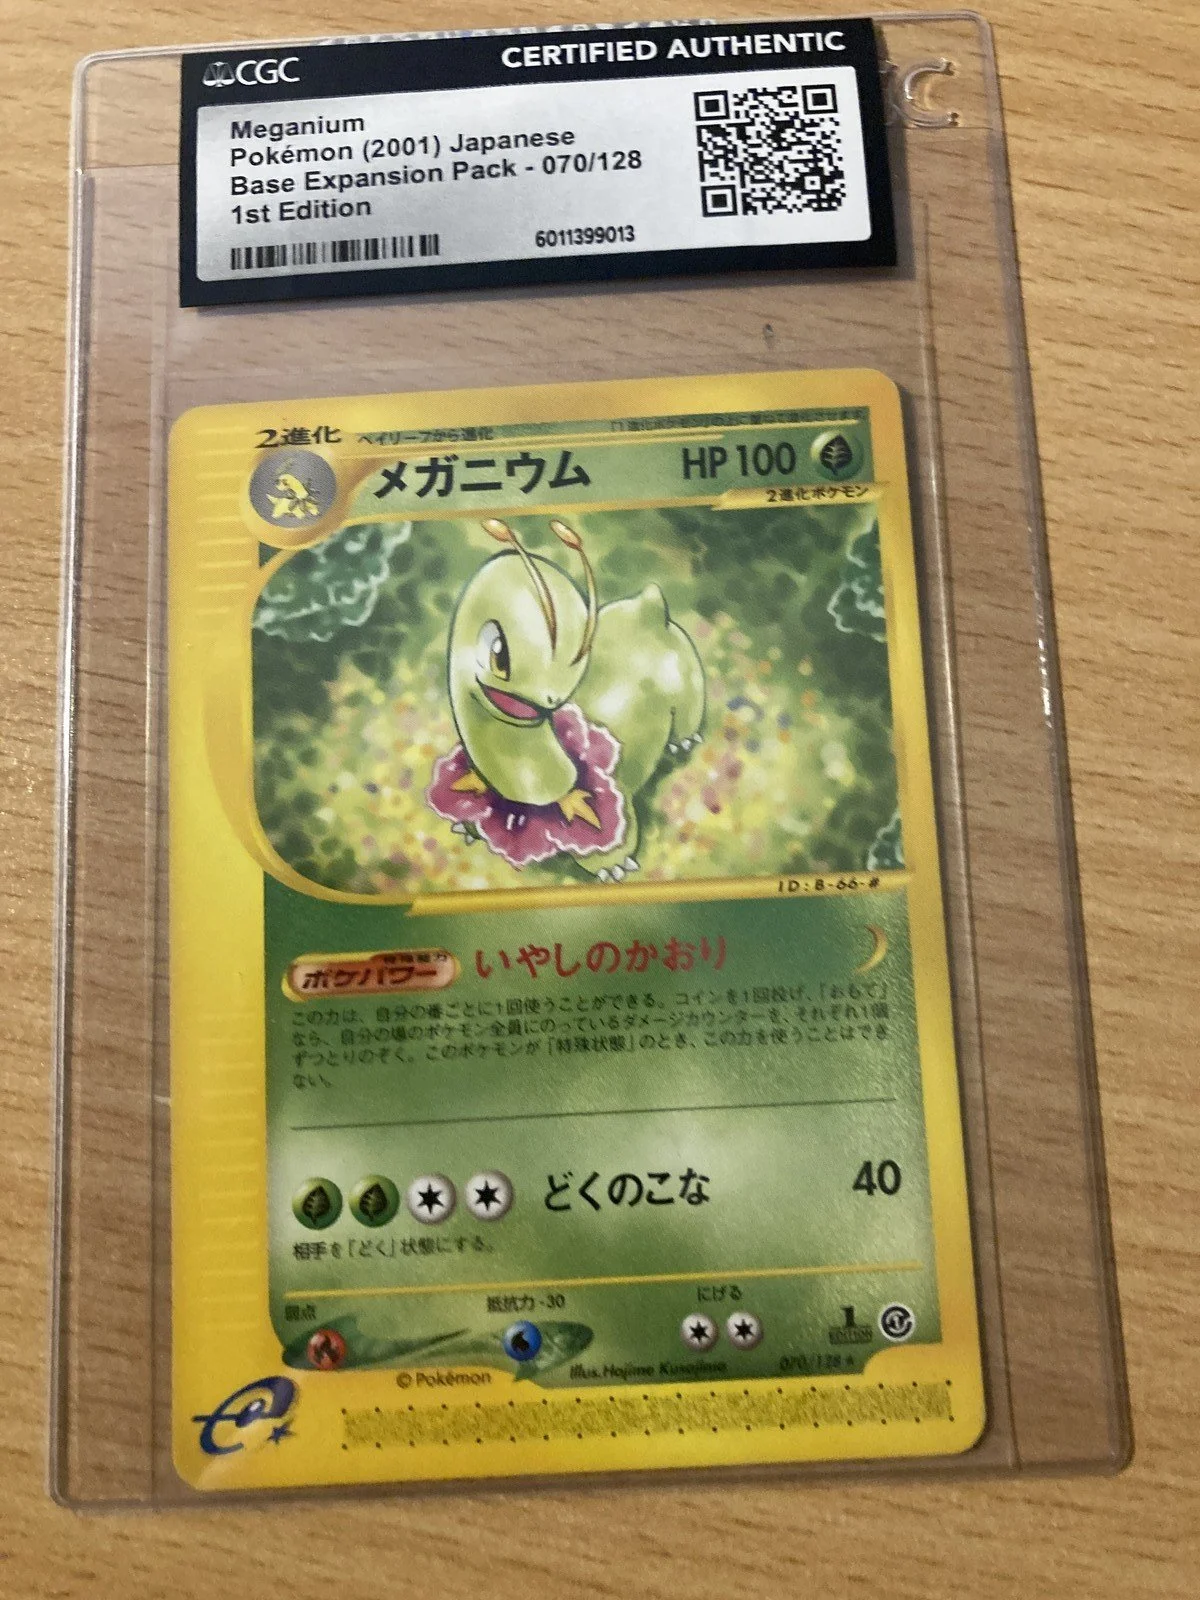 CGC
CERTIFIED AUTHENTIC
Meganium
Pokémon (2001) Japanese
Base Expansion Pack - 070/128
1st Edition
6011399013
2進化 ベイリーフから進化
メガニウム HP 100
2進化ポケモン
ID:B-66-#
ポケパワー いやしのかおり
この力は、自分の番ごとに1回使うことができる。コインを1回投げ、「おもて」
なら、自分の場のポケモン全員にのっているダメージカウンターを、それぞれ1個
ずつとりのぞく。このポケモンが「特殊状態」のとき、この力を使うことはでき
ない。
どくのこな 40
相手を「どく」状態にする。
弱点 抵抗力 -30 にげる
1 EDITION
©Pokémon Illus.Hajime Kusajima 070/128 ★
e